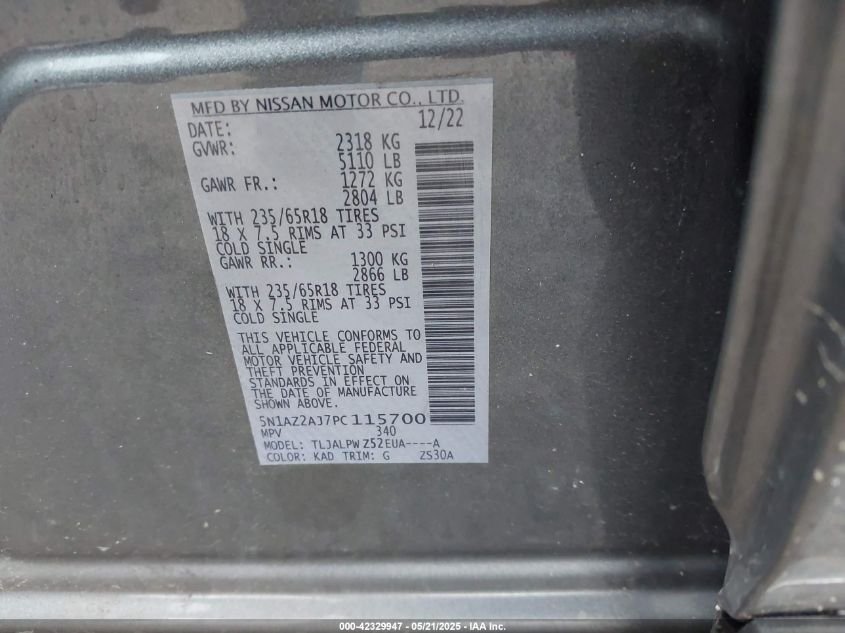 MFD BY NISSAN MOTOR CO., LTD.
DATE: 12/22
GVWR: 2318 KG
5110 LB
GAWR FR.: 1272 KG
2804 LB
WITH 235/65R18 TIRES
18 X 7.5 RIMS AT 33 PSI
COLD SINGLE
GAWR RR.: 1300 KG
2866 LB
WITH 235/65R18 TIRES
18 X 7.5 RIMS AT 33 PSI
COLD SINGLE
THIS VEHICLE CONFORMS TO
ALL APPLICABLE FEDERAL
MOTOR VEHICLE SAFETY AND
THEFT PREVENTION
STANDARDS IN EFFECT ON
THE DATE OF MANUFACTURE
SHOWN ABOVE.
5N1AZ2AJ7PC115700
MPV 340
MODEL: TLJALPW Z52EUA----A
COLOR: KAD TRIM: G ZS30A
000-42329947 - 05/21/2025 - IAA Inc.